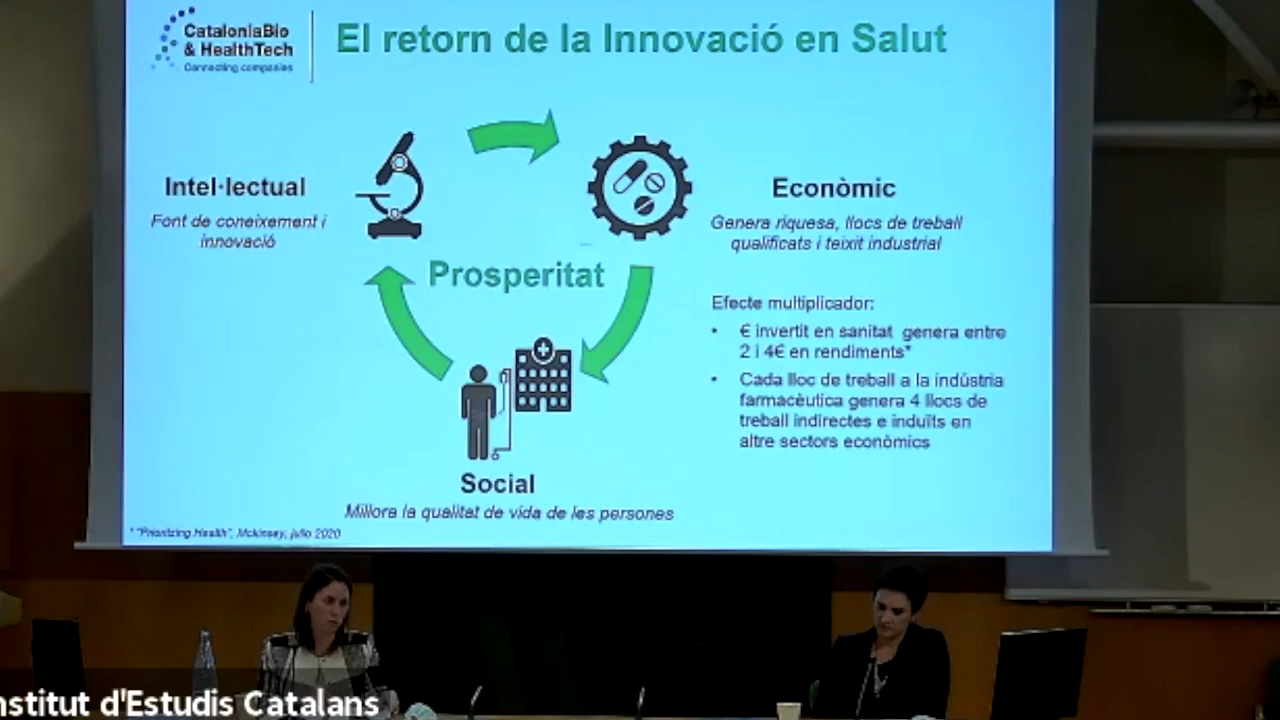 CataloniaBio
& HealthTech
Connecting companies
El retorn de la Innovació en Salut
Intel·lectual
Font de coneixement i
innovació
Econòmic
Genera riquesa, llocs de treball
qualificats i teixit industrial
Prosperitat
Efecte multiplicador:
• € invertit en sanitat genera entre
2 i 4€ en rendiments*
• Cada lloc de treball a la indústria
farmacèutica genera 4 llocs de
treball indirectes e induïts en
altre sectors econòmics
Social
Millora la qualitat de vida de les persones
* "Prioritizing Health", Mckinsey, julio 2020
nstitut d'Estudis Catalans